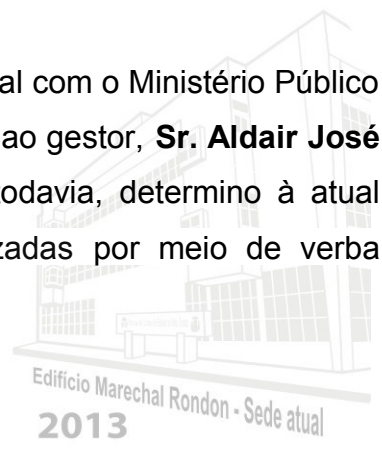 al com o Ministério Público
ao gestor, Sr. Aldair José
todavia, determino à atual
zadas por meio de verba
Edifício Marechal Rondon - Sede atual
2013